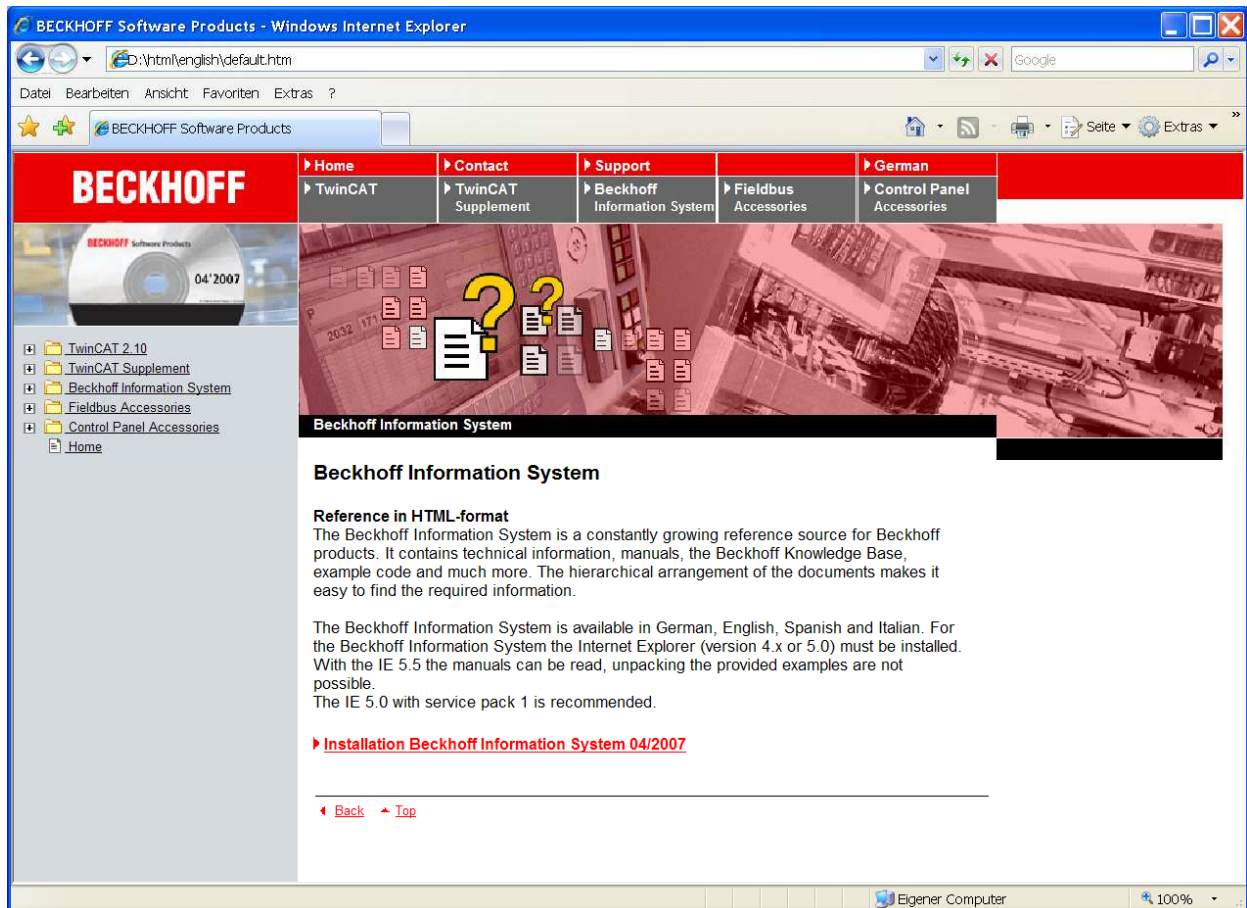 BECKHOFF Software Products - Windows Internet Explorer
D:\html\english\default.htm
Google
Datei Bearbeiten Ansicht Favoriten Extras ?
BECKHOFF Software Products
Seite
Extras
BECKHOFF
Home
Contact
Support
German
TwinCAT
TwinCAT Supplement
Beckhoff Information System
Fieldbus Accessories
Control Panel Accessories
BECKHOFF Software Products
04'2007
2032 171
TwinCAT 2.10
TwinCAT Supplement
Beckhoff Information System
Fieldbus Accessories
Control Panel Accessories
Home
Beckhoff Information System
Beckhoff Information System
Reference in HTML-format
The Beckhoff Information System is a constantly growing reference source for Beckhoff
products. It contains technical information, manuals, the Beckhoff Knowledge Base,
example code and much more. The hierarchical arrangement of the documents makes it
easy to find the required information.
The Beckhoff Information System is available in German, English, Spanish and Italian. For
the Beckhoff Information System the Internet Explorer (version 4.x or 5.0) must be installed.
With the IE 5.5 the manuals can be read, unpacking the provided examples are not
possible.
The IE 5.0 with service pack 1 is recommended.
Installation Beckhoff Information System 04/2007
Back
Top
Eigener Computer
100%